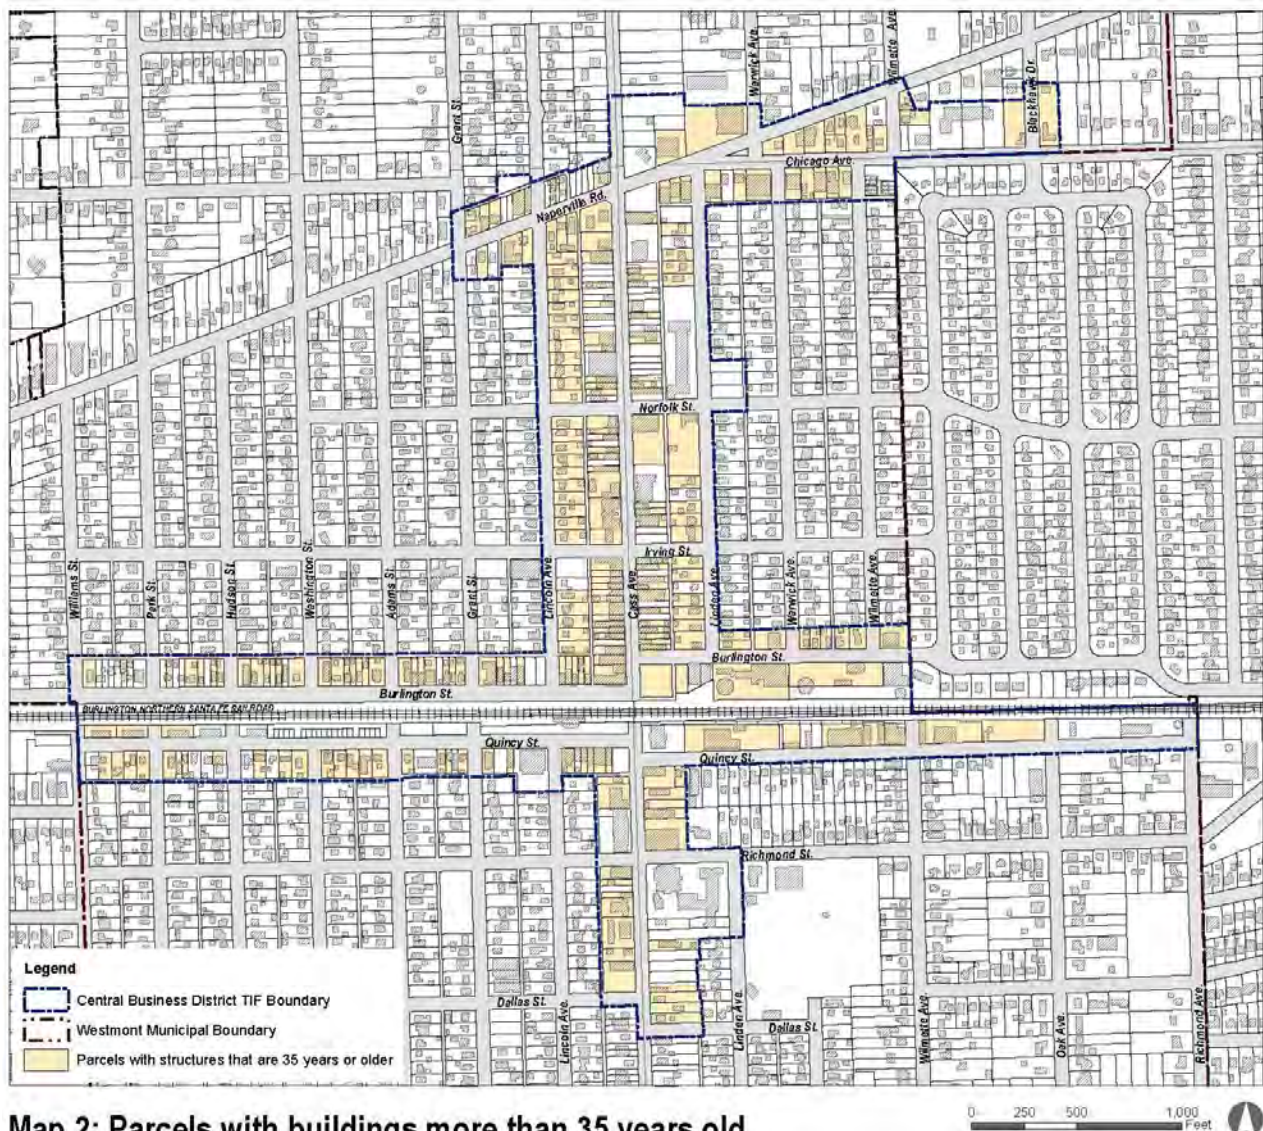 Warwick Ave.
Wilmette Ave.
Grant St.
Blackhawk Dr.
Chicago Ave.
Naperville Rd.
Norfolk St.
Irving St.
Williams St.
Park St.
Hudson St.
Washington St.
Adams St.
Grant St.
Lincoln Ave.
Cass Ave.
Linden Ave.
Warwick Ave.
Wilmette Ave.
Burlington St.
Burlington St.
BURLINGTON NORTHERN SANTA FE RAILROAD
Quincy St.
Quincy St.
Richmond St.
Legend
Central Business District TIF Boundary
Westmont Municipal Boundary
Parcels with structures that are 35 years or older
Dallas St.
Lincoln Ave.
Linden Ave.
Dallas St.
Wilmette Ave.
Oak Ave.
Richmond Ave.
Map 2: Parcels with buildings more than 35 years old
0 250 500 1,000
Feet